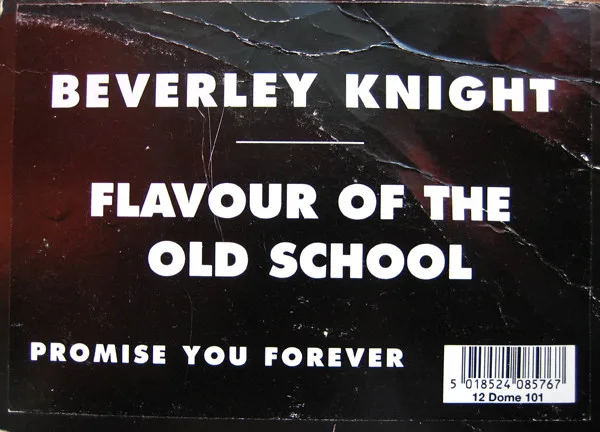 BEVERLEY KNIGHT
FLAVOUR OF THE
OLD SCHOOL
PROMISE YOU FOREVER
5 018524 085767
12 Dome 101